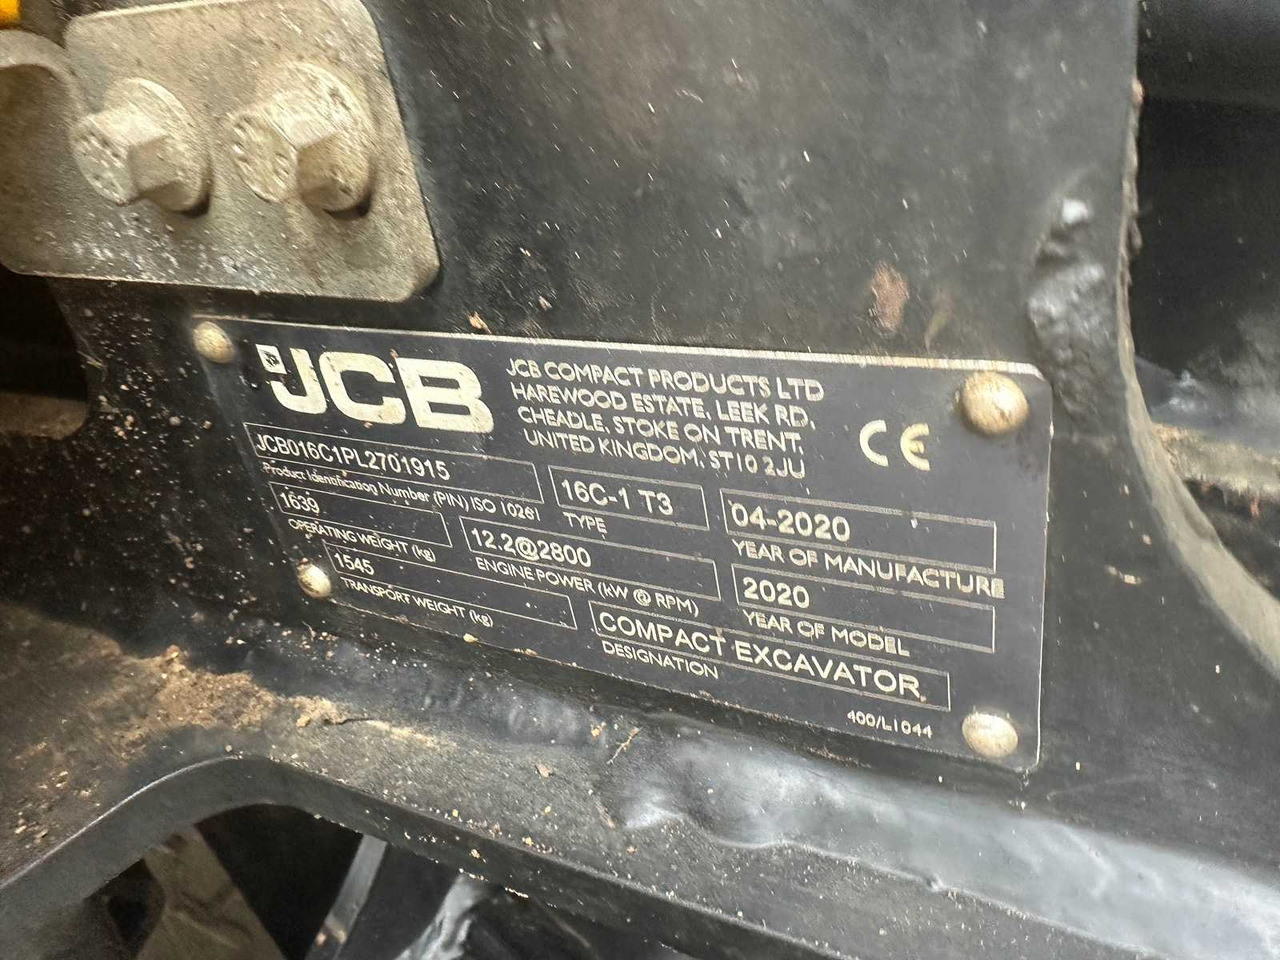 JCB
JCB COMPACT PRODUCTS LTD
HAREWOOD ESTATE, LEEK RD,
CHEADLE, STOKE ON TRENT,
UNITED KINGDOM, ST10 2JU
CE
JCB016C1PL2701915
Product Identification Number (PIN) ISO 10261
16C-1 T3
TYPE
04-2020
YEAR OF MANUFACTURE
1639
OPERATING WEIGHT (kg)
12.2@2800
ENGINE POWER (kW @ RPM)
2020
YEAR OF MODEL
1545
TRANSPORT WEIGHT (kg)
COMPACT EXCAVATOR
DESIGNATION
400/L1044